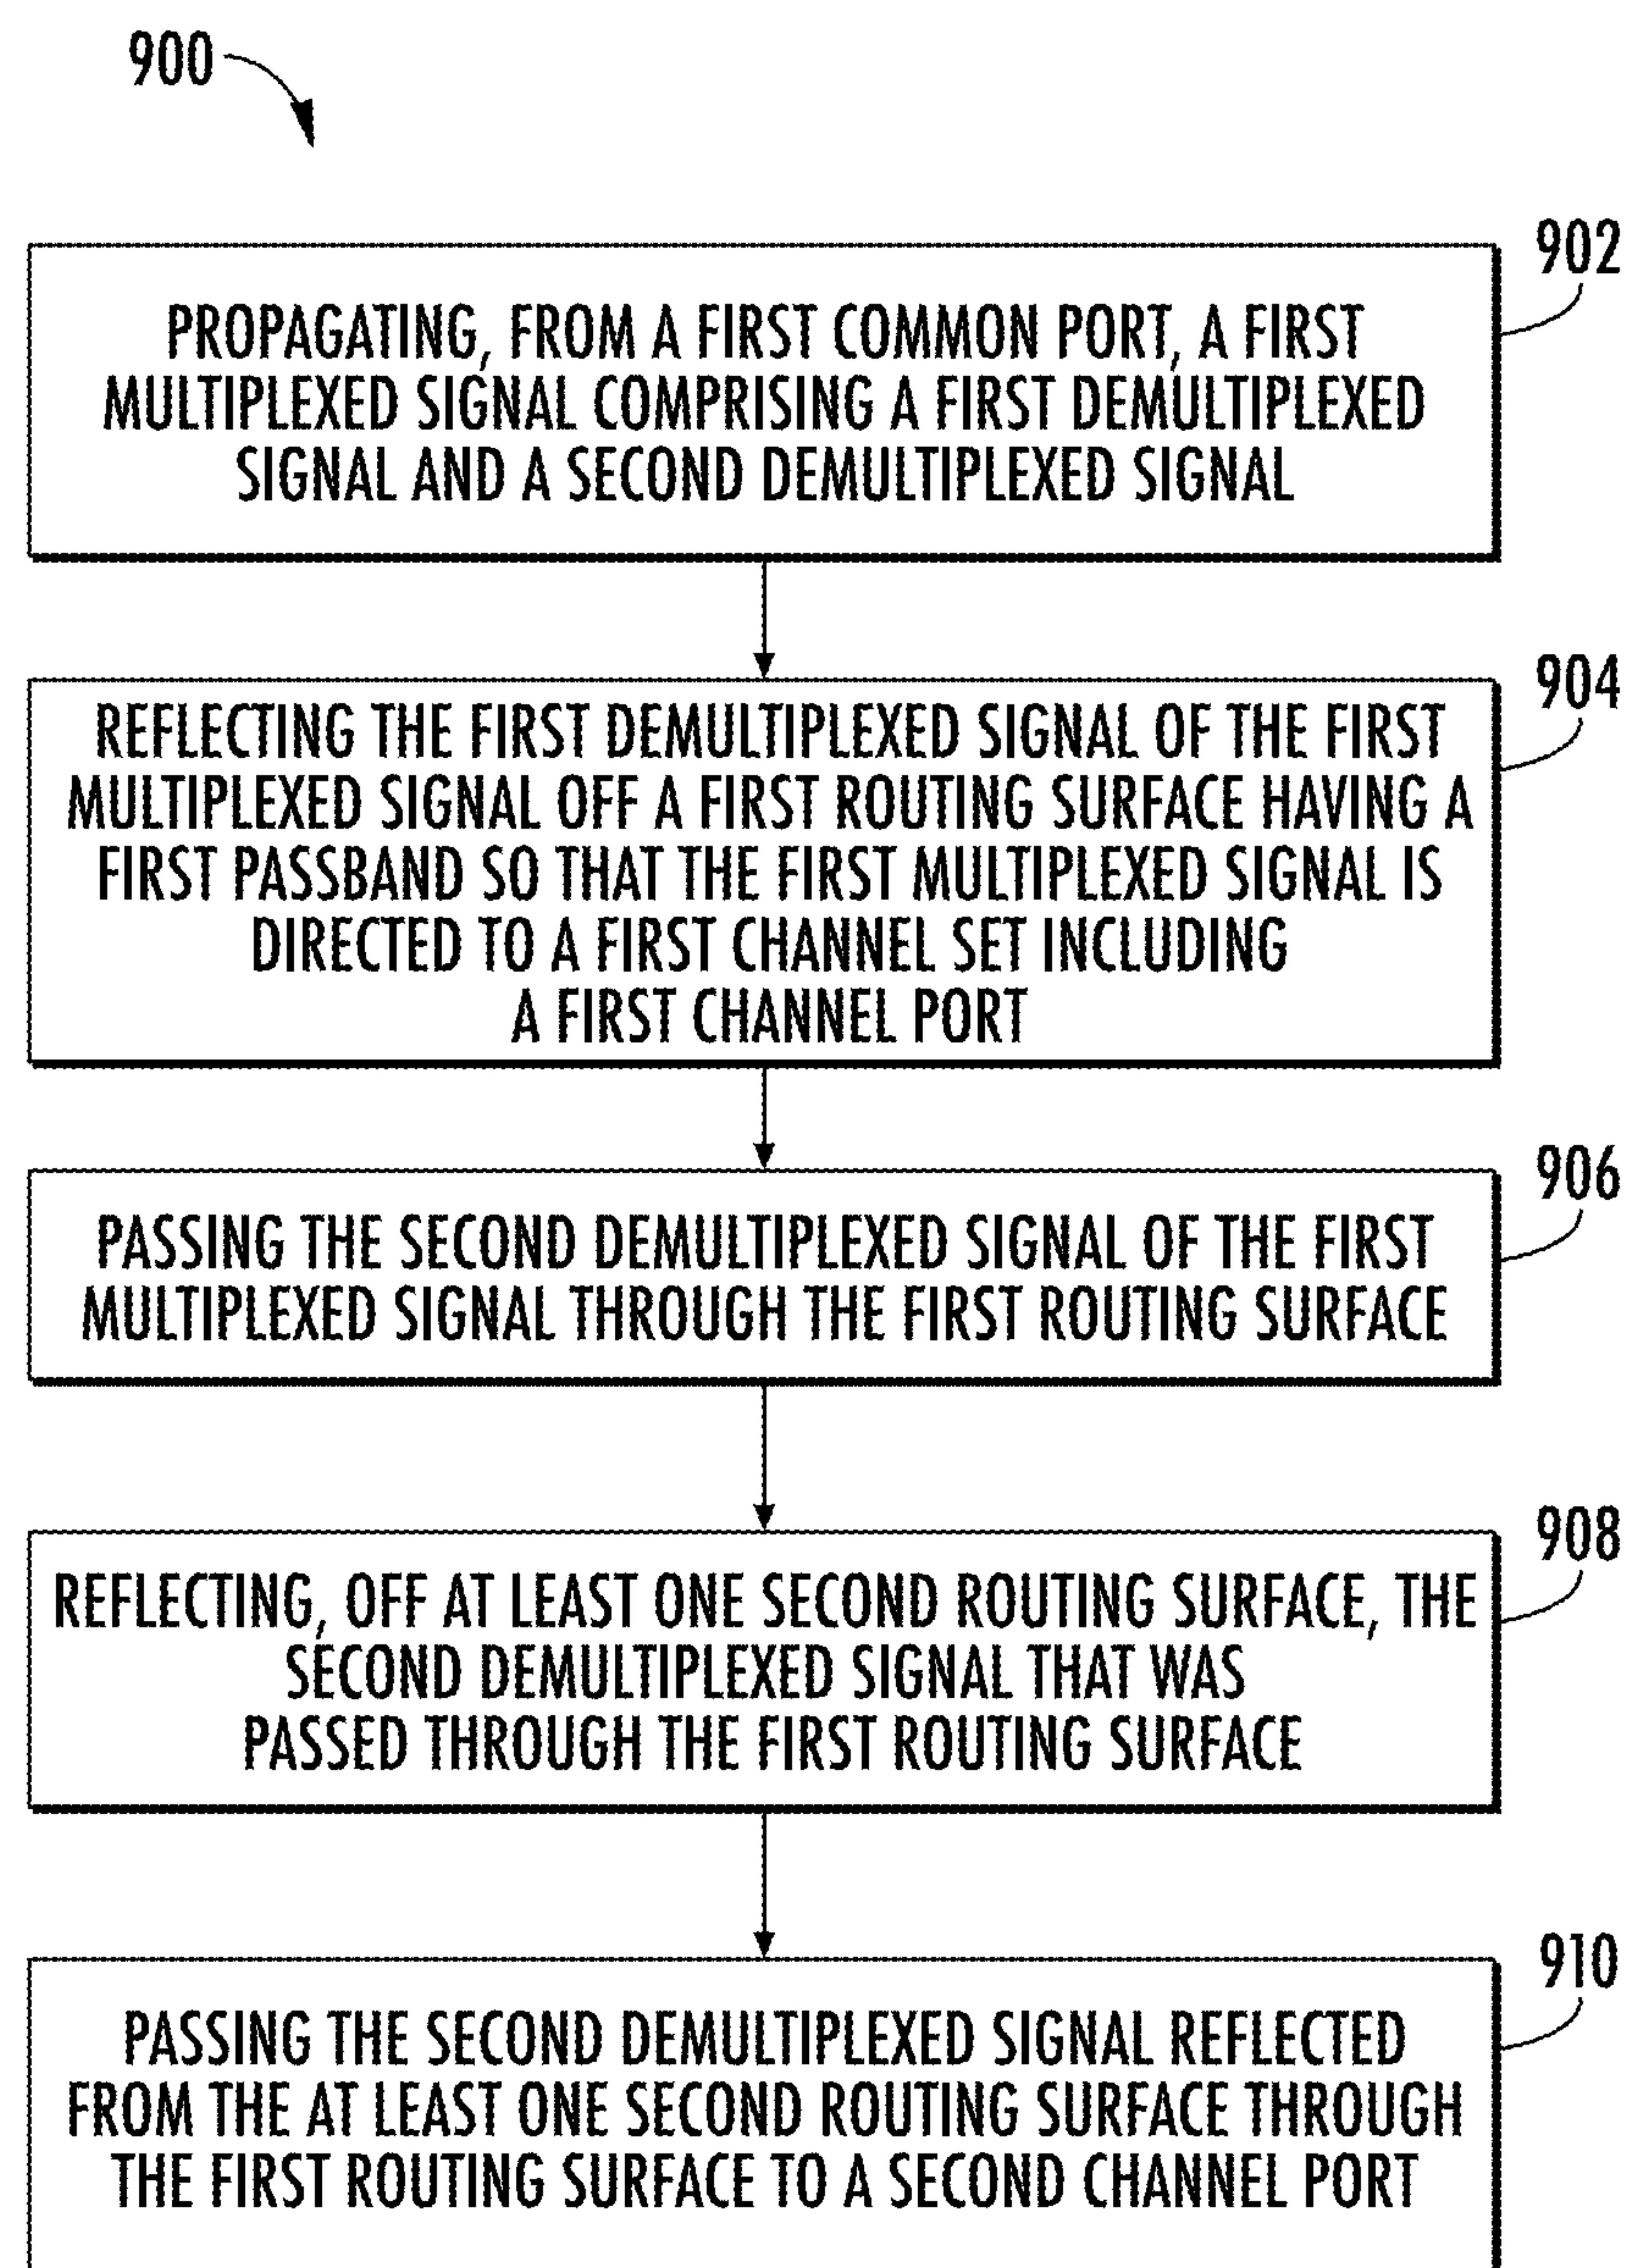 900
902
PROPAGATING, FROM A FIRST COMMON PORT, A FIRST
MULTIPLEXED SIGNAL COMPRISING A FIRST DEMULTIPLEXED
SIGNAL AND A SECOND DEMULTIPLEXED SIGNAL
904
REFLECTING THE FIRST DEMULTIPLEXED SIGNAL OF THE FIRST
MULTIPLEXED SIGNAL OFF A FIRST ROUTING SURFACE HAVING A
FIRST PASSBAND SO THAT THE FIRST MULTIPLEXED SIGNAL IS
DIRECTED TO A FIRST CHANNEL SET INCLUDING
A FIRST CHANNEL PORT
906
PASSING THE SECOND DEMULTIPLEXED SIGNAL OF THE FIRST
MULTIPLEXED SIGNAL THROUGH THE FIRST ROUTING SURFACE
908
REFLECTING, OFF AT LEAST ONE SECOND ROUTING SURFACE, THE
SECOND DEMULTIPLEXED SIGNAL THAT WAS
PASSED THROUGH THE FIRST ROUTING SURFACE
910
PASSING THE SECOND DEMULTIPLEXED SIGNAL REFLECTED
FROM THE AT LEAST ONE SECOND ROUTING SURFACE THROUGH
THE FIRST ROUTING SURFACE TO A SECOND CHANNEL PORT